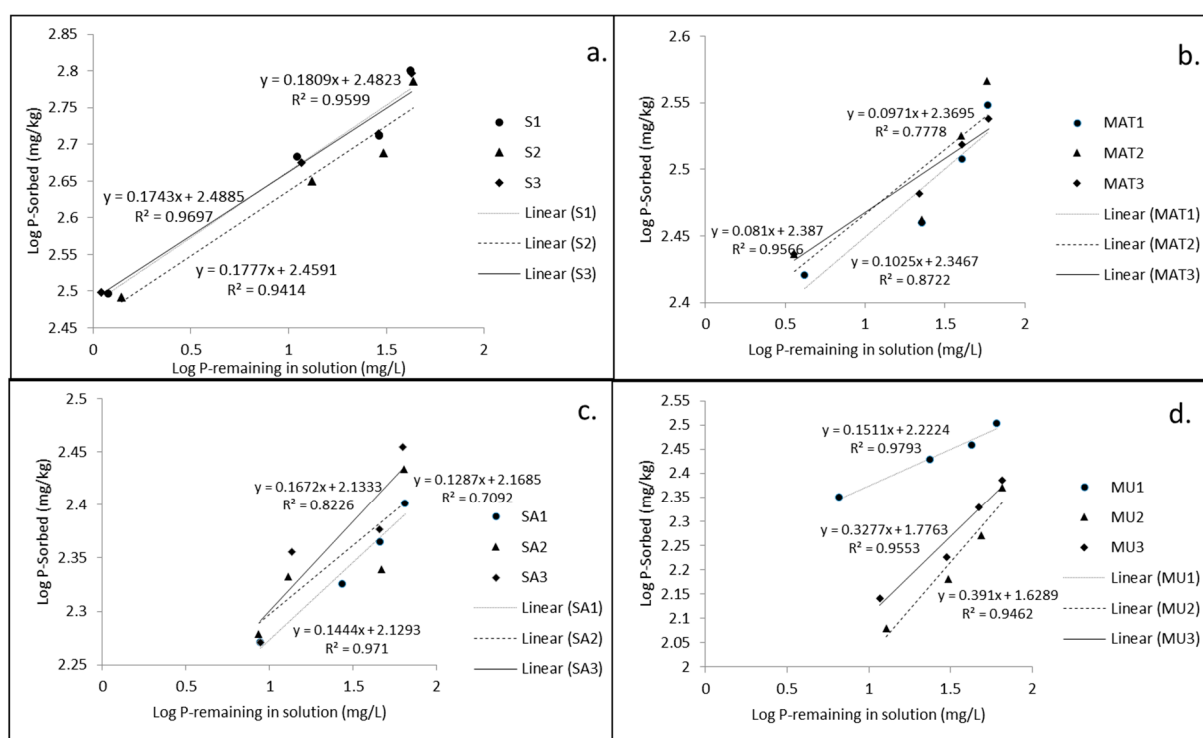 a.
Log P-Sorbed (mg/kg)
2.85
2.8
2.75
2.7
2.65
2.6
2.55
2.5
2.45
y = 0.1809x + 2.4823
R² = 0.9599
y = 0.1743x + 2.4885
R² = 0.9697
y = 0.1777x + 2.4591
R² = 0.9414
S1
S2
S3
Linear (S1)
Linear (S2)
Linear (S3)
0 0.5 1 1.5 2
Log P-remaining in solution (mg/L)
b.
Log P-Sorbed (mg/kg)
2.6
2.55
2.5
2.45
2.4
y = 0.0971x + 2.3695
R² = 0.7778
y = 0.081x + 2.387
R² = 0.9566
y = 0.1025x + 2.3467
R² = 0.8722
MAT1
MAT2
MAT3
Linear (MAT1)
Linear (MAT2)
Linear (MAT3)
0 0.5 1 1.5 2
Log P-remaining in solution (mg/L)
c.
Log P-Sorbed (mg/kg)
2.5
2.45
2.4
2.35
2.3
2.25
y = 0.1672x + 2.1333
R² = 0.8226
y = 0.1287x + 2.1685
R² = 0.7092
y = 0.1444x + 2.1293
R² = 0.971
SA1
SA2
SA3
Linear (SA1)
Linear (SA2)
Linear (SA3)
0 0.5 1 1.5 2
Log P-remaining in solution (mg/L)
d.
Log P-Sorbed (mg/kg)
2.55
2.5
2.45
2.4
2.35
2.3
2.25
2.2
2.15
2.1
2.05
2
y = 0.1511x + 2.2224
R² = 0.9793
y = 0.3277x + 1.7763
R² = 0.9553
y = 0.391x + 1.6289
R² = 0.9462
MU1
MU2
MU3
Linear (MU1)
Linear (MU2)
Linear (MU3)
0 0.5 1 1.5 2
Log P-remaining in solution (mg/L)